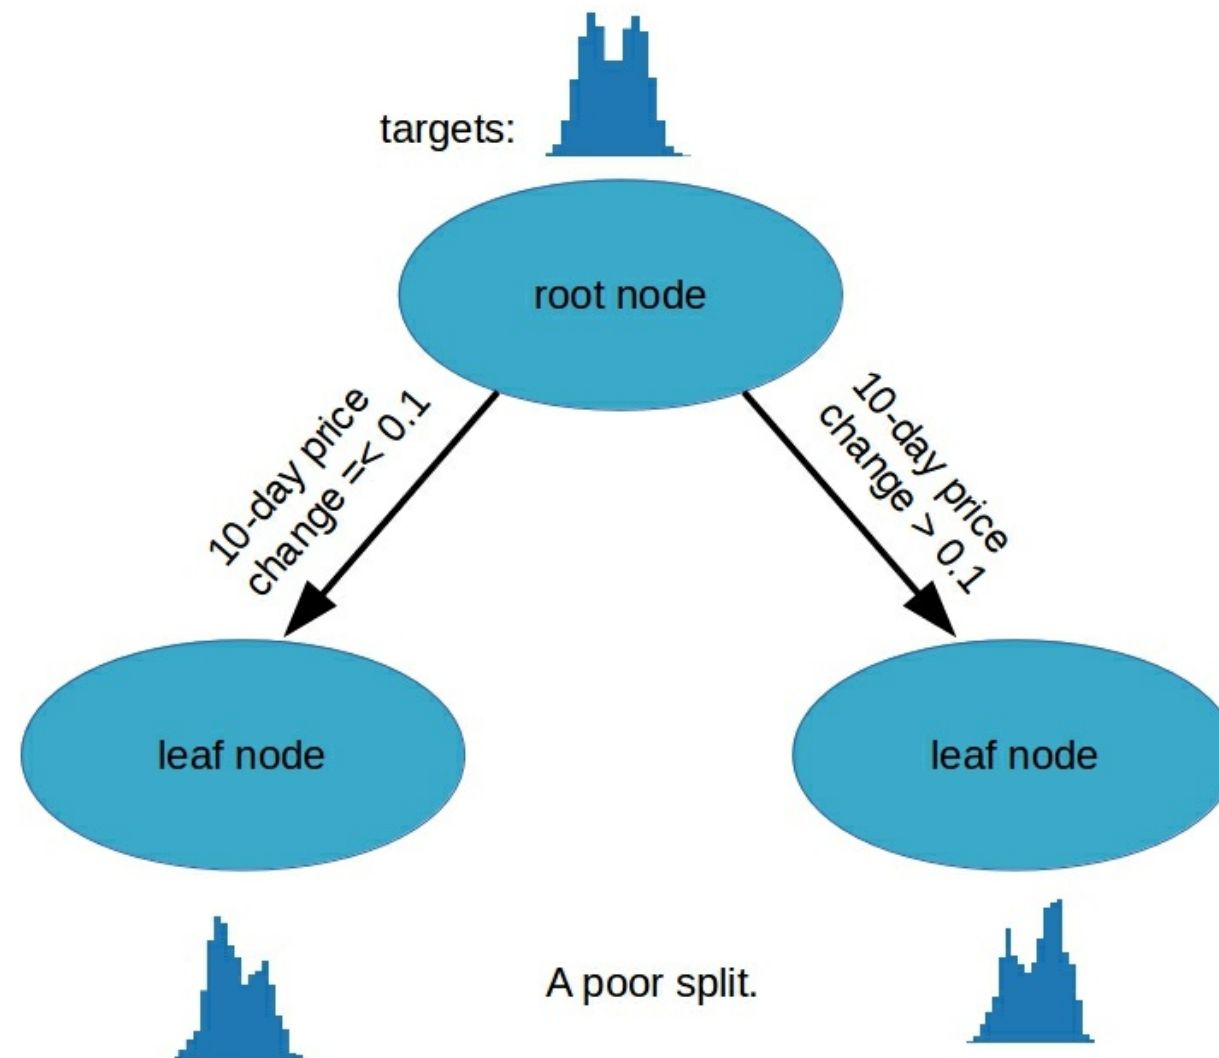 targets:
root node
10-day price
change =< 0.1
10-day price
change > 0.1
leaf node
leaf node
A poor split.